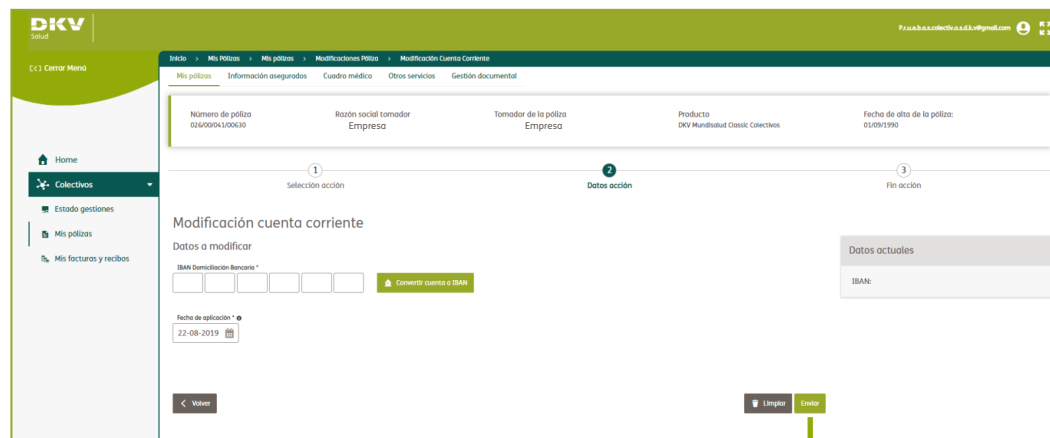 DKV
Salud
P.r.u.e.b.a.s.colectiv.o.s.d.k.v@gmail.com
[<] Cerrar Menú
Inicio > Mis Pólizas > Mis pólizas > Modificaciones Póliza > Modificación Cuenta Corriente
Mis pólizas Información asegurados Cuadro médico Otros servicios Gestión documental
Número de póliza Razón social tomador Tomador de la póliza Producto Fecha de alta de la póliza:
026/00/041/00630 Empresa Empresa DKV Mundisalud Classic Colectivos 01/09/1990
Home
Colectivos
Estado gestiones
Mis pólizas
Mis facturas y recibos
1 2 3
Selección acción Datos acción Fin acción
Modificación cuenta corriente
Datos a modificar
IBAN Domiciliación Bancaria *
Convertir cuenta a IBAN
Fecha de aplicación *
22-08-2019
Datos actuales
IBAN:
< Volver
Limpiar Enviar